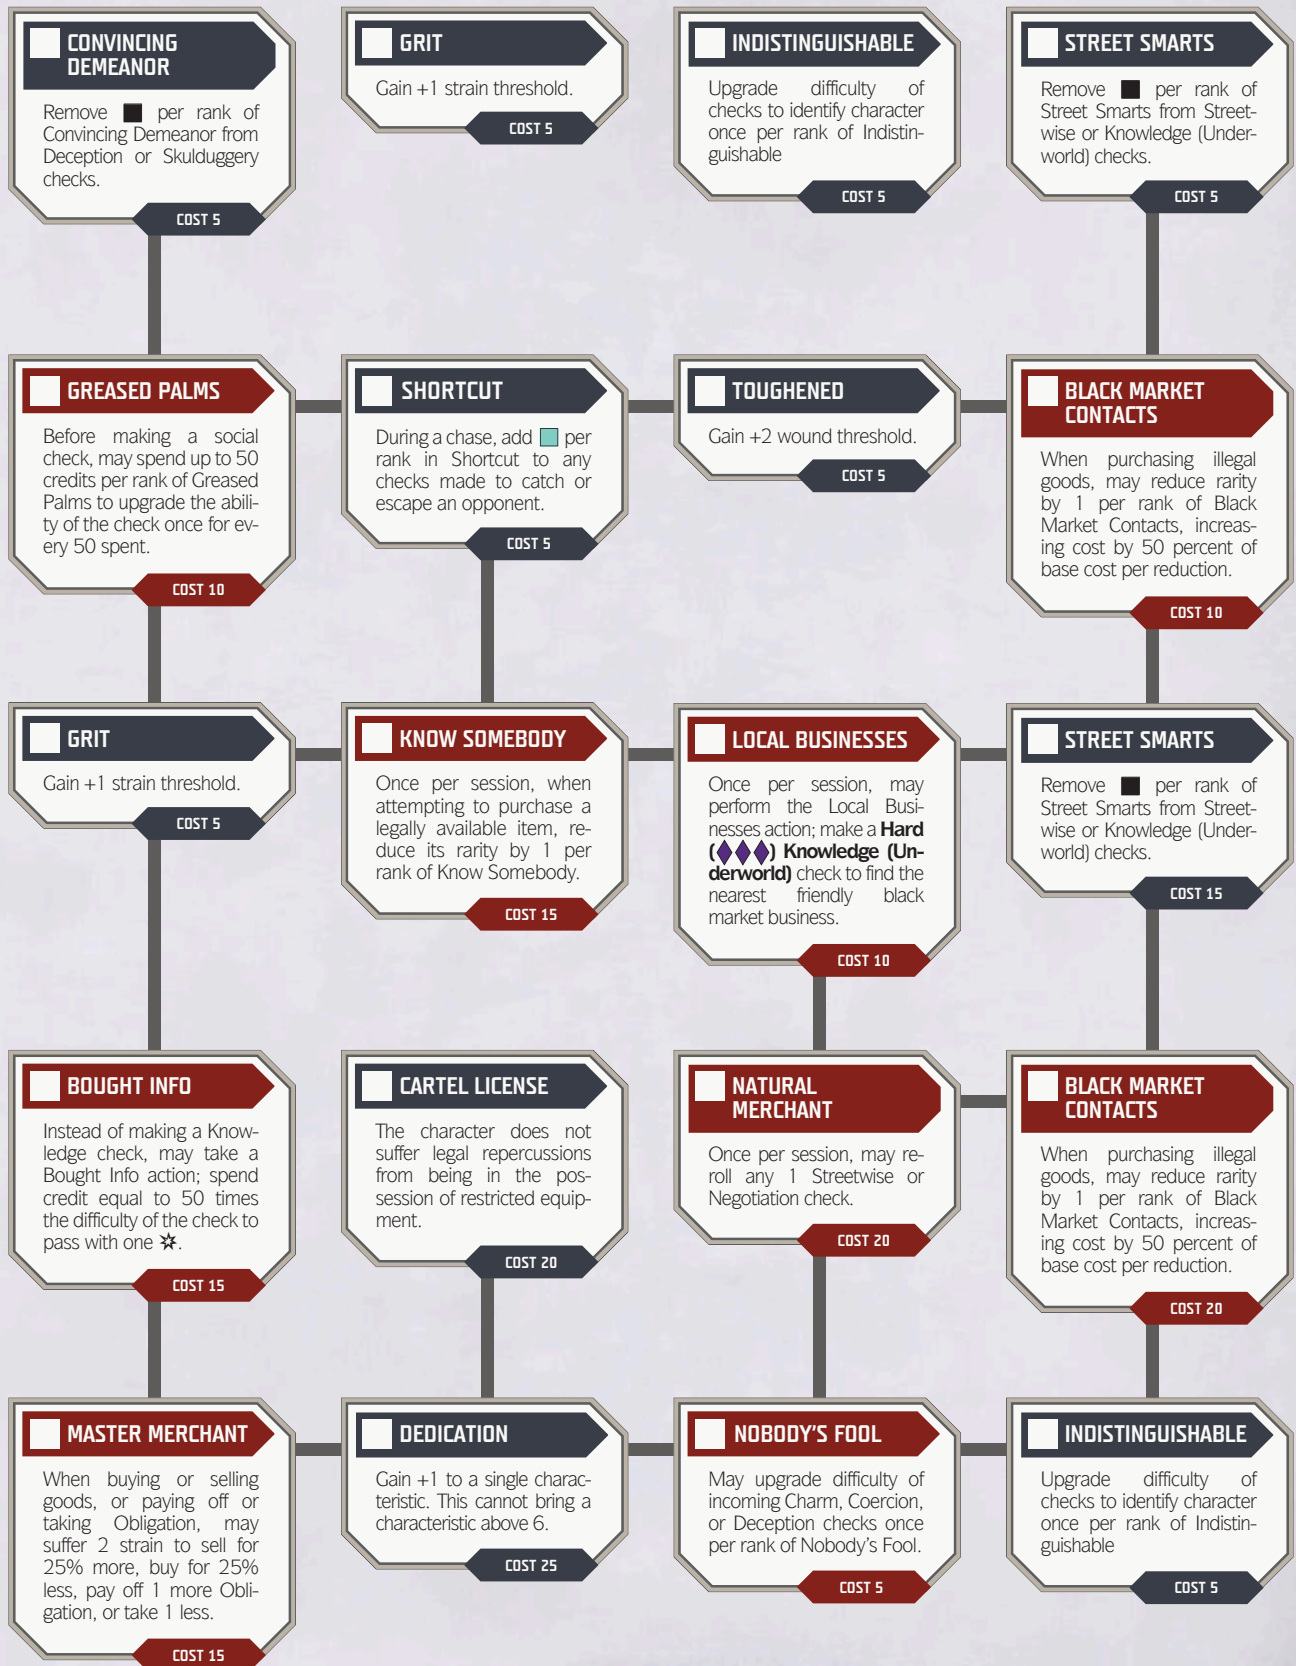 CONVINCING
DEMEANOR
Remove ■ per rank of
Convincing Demeanor from
Deception or Skulduggery
checks.
COST 5
GRIT
Gain +1 strain threshold.
COST 5
INDISTINGUISHABLE
Upgrade difficulty of
checks to identify character
once per rank of Indistin-
guishable
COST 5
STREET SMARTS
Remove ■ per rank of
Street Smarts from Street-
wise or Knowledge (Under-
world) checks.
COST 5
GREASED PALMS
Before making a social
check, may spend up to 50
credits per rank of Greased
Palms to upgrade the abili-
ty of the check once for ev-
ery 50 spent.
COST 10
SHORTCUT
During a chase, add ■ per
rank in Shortcut to any
checks made to catch or
escape an opponent.
COST 5
TOUGHENED
Gain +2 wound threshold.
COST 5
BLACK MARKET
CONTACTS
When purchasing illegal
goods, may reduce rarity
by 1 per rank of Black
Market Contacts, increas-
ing cost by 50 percent of
base cost per reduction.
COST 10
GRIT
Gain +1 strain threshold.
COST 5
KNOW SOMEBODY
Once per session, when
attempting to purchase a
legally available item, re-
duce its rarity by 1 per
rank of Know Somebody.
COST 15
LOCAL BUSINESSES
Once per session, may
perform the Local Busi-
nesses action; make a Hard
(◆◆◆) Knowledge (Un-
derworld) check to find the
nearest friendly black
market business.
COST 10
STREET SMARTS
Remove ■ per rank of
Street Smarts from Street-
wise or Knowledge (Under-
world) checks.
COST 15
BOUGHT INFO
Instead of making a Know-
ledge check, may take a
Bought Info action; spend
credit equal to 50 times
the difficulty of the check to
pass with one ✲.
COST 15
CARTEL LICENSE
The character does not
suffer legal repercussions
from being in the pos-
session of restricted equip-
ment.
COST 20
NATURAL
MERCHANT
Once per session, may re-
roll any 1 Streetwise or
Negotiation check.
COST 20
BLACK MARKET
CONTACTS
When purchasing illegal
goods, may reduce rarity
by 1 per rank of Black
Market Contacts, increas-
ing cost by 50 percent of
base cost per reduction.
COST 20
MASTER MERCHANT
When buying or selling
goods, or paying off or
taking Obligation, may
suffer 2 strain to sell for
25% more, buy for 25%
less, pay off 1 more Obli-
gation, or take 1 less.
COST 15
DEDICATION
Gain +1 to a single charac-
teristic. This cannot bring a
characteristic above 6.
COST 25
NOBODY'S FOOL
May upgrade difficulty of
incoming Charm, Coercion,
or Deception checks once
per rank of Nobody's Fool.
COST 5
INDISTINGUISHABLE
Upgrade difficulty of
checks to identify character
once per rank of Indistin-
guishable
COST 5